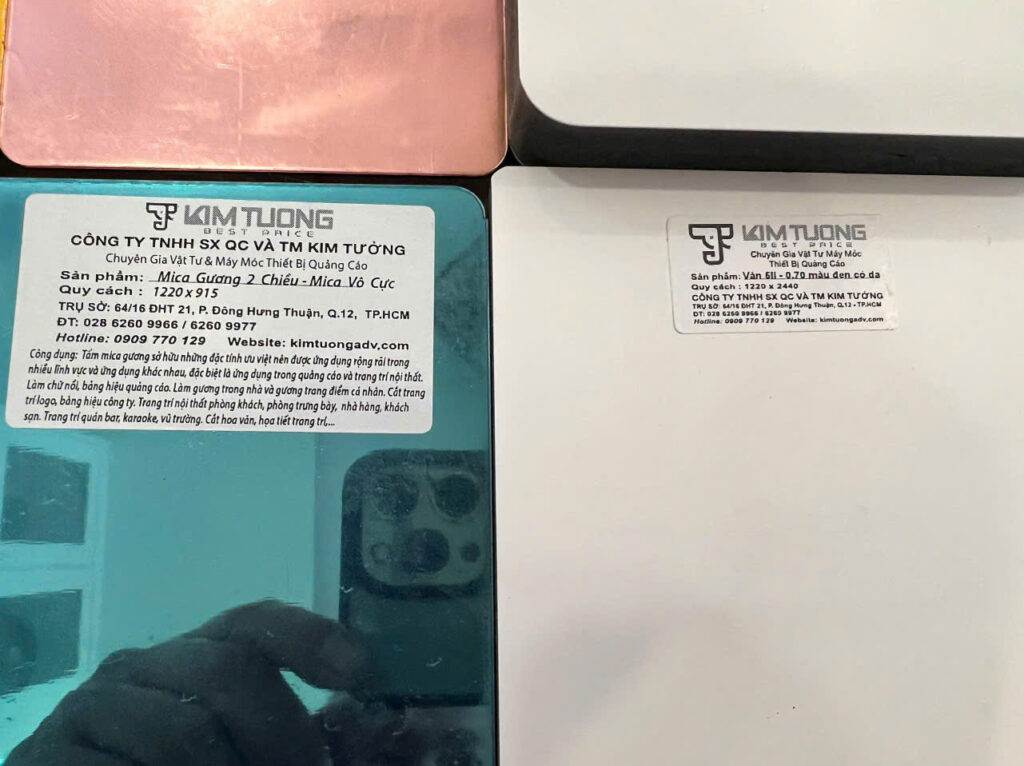 KIM TUONG
BEST PRICE
CÔNG TY TNHH SX QC VÀ TM KIM TƯỞNG
Chuyên Gia Vật Tư & Máy Móc Thiết Bị Quảng Cáo
Sản phẩm: Mica Gương 2 Chiều - Mica Vô Cực
Quy cách : 1220 x 915
TRỤ SỞ: 64/16 ĐHT 21, P. Đông Hưng Thuận, Q.12, TP.HCM
ĐT: 028 6260 9966 / 6260 9977
Hotline: 0909 770 129 Website: kimtuongadv.com
Công dụng: Tấm mica gương sở hữu những đặc tính ưu việt nên được ứng dụng rộng rãi trong
nhiều lĩnh vực và ứng dụng khác nhau, đặc biệt là ứng dụng trong quảng cáo và trang trí nội thất.
Làm chữ nổi, bảng hiệu quảng cáo. Làm gương trong nhà và gương trang điểm cá nhân. Cắt trang
trí logo, bảng hiệu công ty. Trang trí nội thất phòng khách, phòng trưng bày, nhà hàng, khách
sạn. Trang trí quán bar, karaoke, vũ trường. Cắt hoa văn, họa tiết trang trí,...
KIM TUONG
BEST PRICE
Chuyên Gia Vật Tư & Máy Móc
Thiết Bị Quảng Cáo
Sản phẩm: Ván 6li - 0.70 màu đen có da
Quy cách : 1220 x 2440
CÔNG TY TNHH SX QC VÀ TM KIM TƯỞNG
TRỤ SỞ: 64/16 ĐHT 21, P. Đông Hưng Thuận, Q.12 - TP.HCM
ĐT: 028 6260 9966 / 6260 9977
Hotline: 0909 770 129 Website: kimtuongadv.com